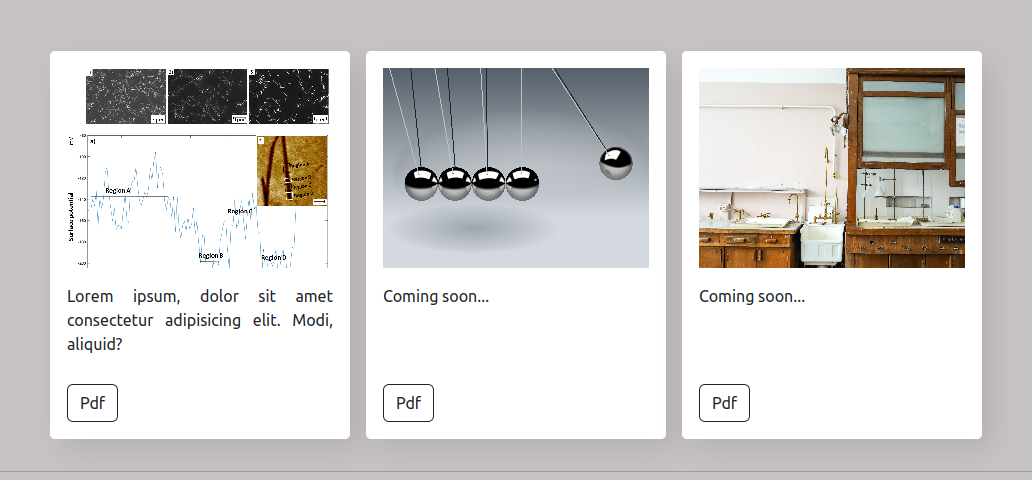 mV
a)
Region A
Surface potential
Region C
Region B
Region D
Lorem ipsum, dolor sit amet
consectetur adipisicing elit. Modi,
aliquid?
Pdf
Coming soon...
Pdf
Coming soon...
Pdf